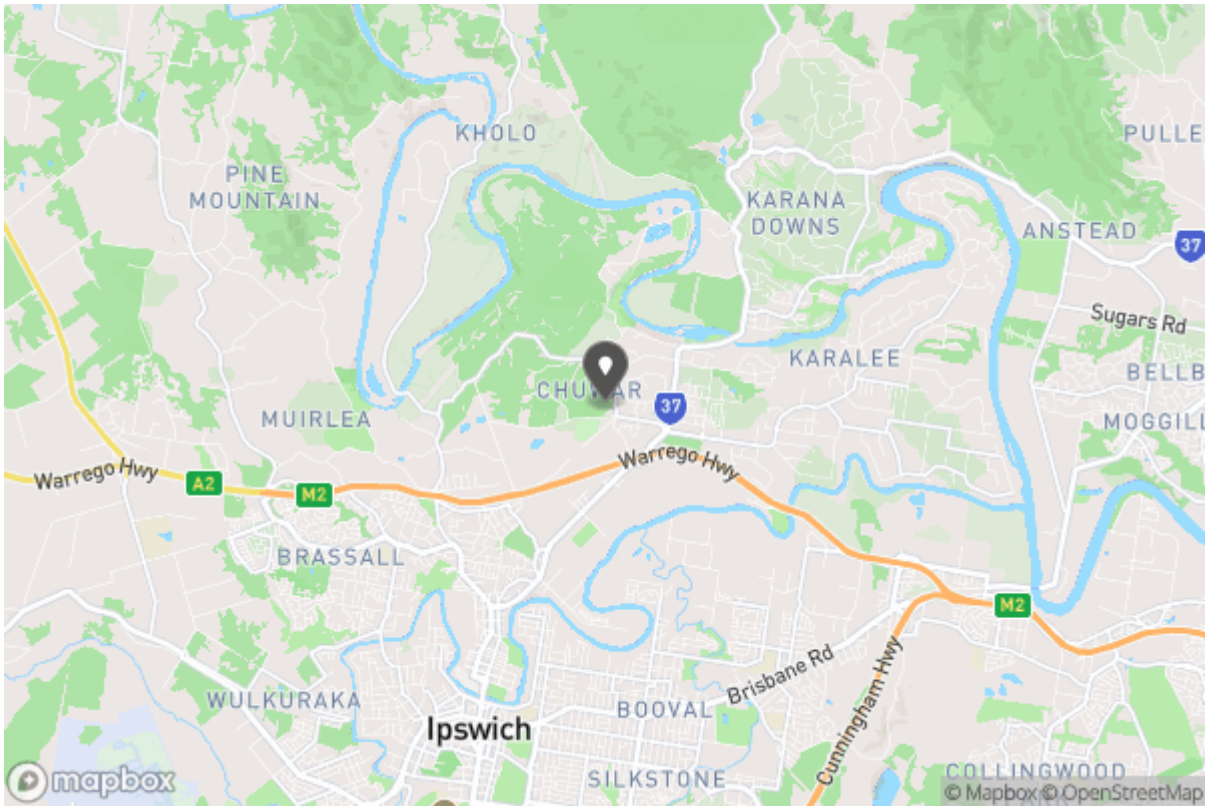 KHOLO
PULLE
PINE
MOUNTAIN
KARANA
DOWNS
ANSTEAD
37
Sugars Rd
KARALEE
BELLB
CHUWAR
37
MUIRLEA
MOGGILL
Warrego Hwy
Warrego Hwy
A2
M2
BRASSALL
M2
Brisbane Rd
Cunningham Hwy
WULKURAKA
BOOVAL
Ipswich
SILKSTONE
COLLINGWOOD
mapbox
© Mapbox © OpenStreetMap